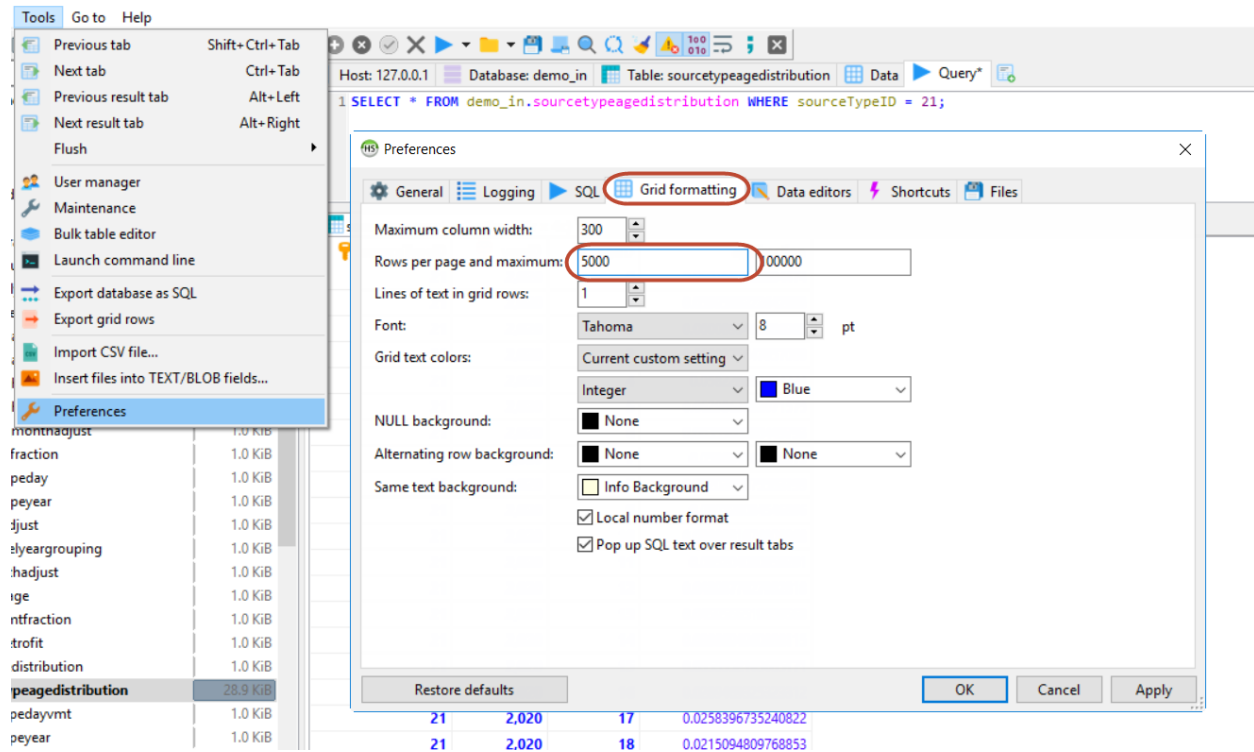 Tools Go to Help
Previous tab Shift+Ctrl+Tab
Next tab Ctrl+Tab
Previous result tab Alt+Left
Next result tab Alt+Right
Flush
User manager
Maintenance
Bulk table editor
Launch command line
Export database as SQL
Export grid rows
Import CSV file...
Insert files into TEXT/BLOB fields...
Preferences
Host: 127.0.0.1 Database: demo_in Table: sourcetypeagedistribution Data Query*
1 SELECT * FROM demo_in.sourcetypeagedistribution WHERE sourceTypeID = 21;
HS Preferences
General Logging SQL Grid formatting Data editors Shortcuts Files
Maximum column width: 300
Rows per page and maximum: 5000 00000
Lines of text in grid rows: 1
Font: Tahoma 8 pt
Grid text colors: Current custom setting
Integer Blue
NULL background: None
Alternating row background: None None
Same text background: Info Background
Local number format
Pop up SQL text over result tabs
Restore defaults OK Cancel Apply
monthadjust 1.0 KiB
fraction 1.0 KiB
peday 1.0 KiB
peyear 1.0 KiB
djust 1.0 KiB
elyeargrouping 1.0 KiB
hadjust 1.0 KiB
age 1.0 KiB
ntfraction 1.0 KiB
trofit 1.0 KiB
distribution 1.0 KiB
peagedistribution 28.9 KiB
pedayvmt 1.0 KiB
peyear 1.0 KiB
21 2,020 17 0.0258396735240822
21 2,020 18 0.0215094809768853